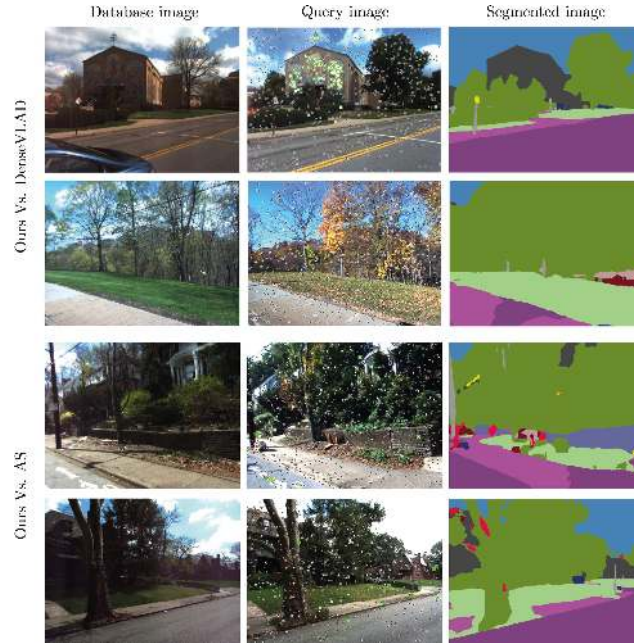 Database image Query image Segmented image
Ours Vs. DenseVLAD
Ours Vs. AS